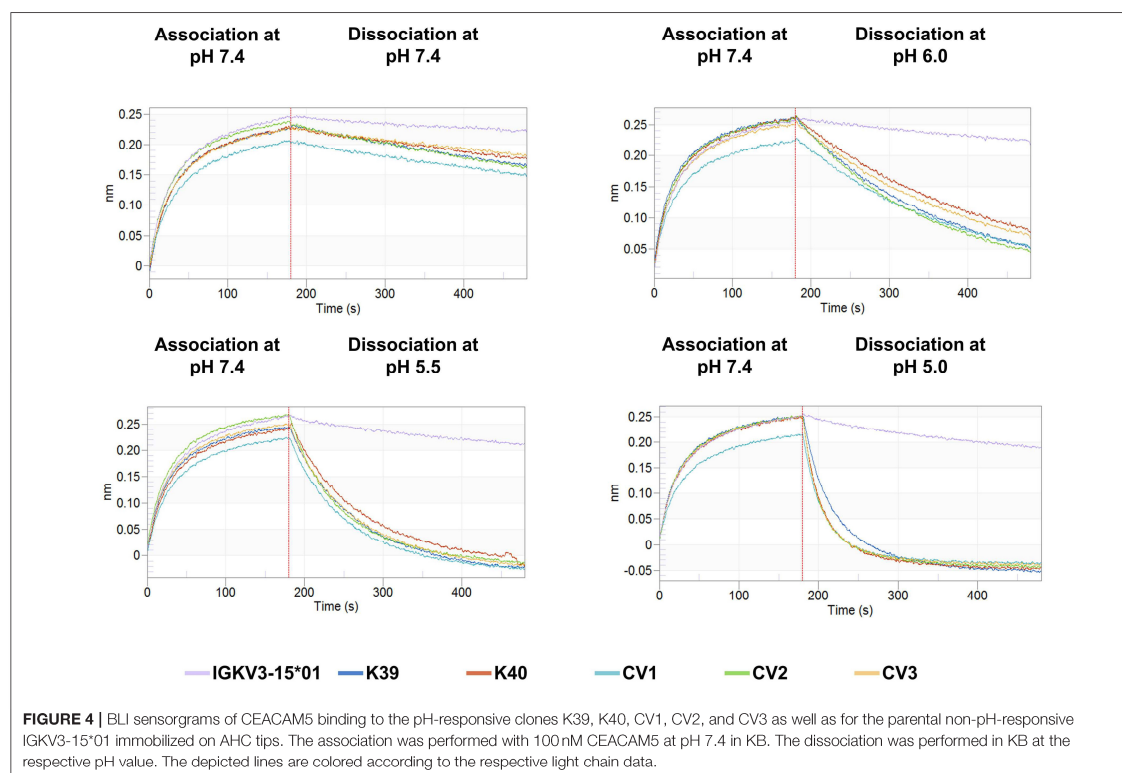 Association at Dissociation at
pH 7.4 pH 7.4
0.25
0.20
0.15
0.10
0.05
0
nm
0 100 200 300 400
Time (s)
Association at Dissociation at
pH 7.4 pH 6.0
0.25
0.20
0.15
0.10
0.05
nm
0 100 200 300 400
Time (s)
Association at Dissociation at
pH 7.4 pH 5.5
0.25
0.20
0.15
0.10
0.05
0
nm
0 100 200 300 400
Time (s)
Association at Dissociation at
pH 7.4 pH 5.0
0.25
0.20
0.15
0.10
0.05
0
-0.05
nm
0 100 200 300 400
Time (s)
IGKV3-15*01 K39 K40 CV1 CV2 CV3
FIGURE 4 | BLI sensorgrams of CEACAM5 binding to the pH-responsive clones K39, K40, CV1, CV2, and CV3 as well as for the parental non-pH-responsive
IGKV3-15*01 immobilized on AHC tips. The association was performed with 100 nM CEACAM5 at pH 7.4 in KB. The dissociation was performed in KB at the
respective pH value. The depicted lines are colored according to the respective light chain data.